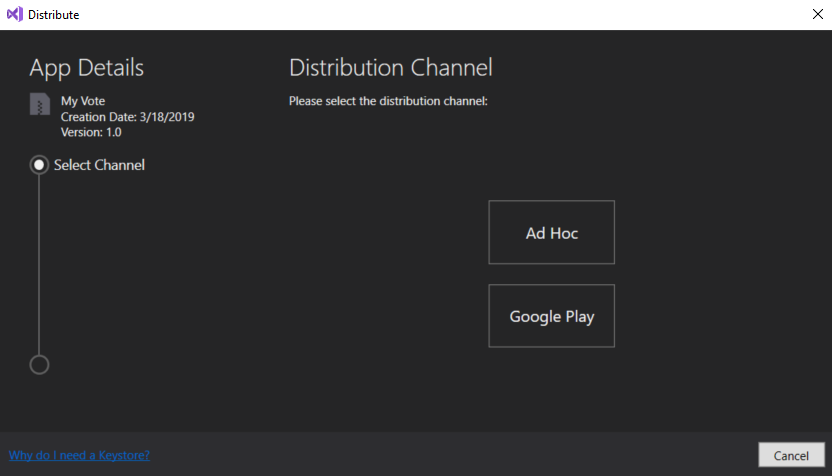 Distribute
App Details
My Vote
Creation Date: 3/18/2019
Version: 1.0
Select Channel
Distribution Channel
Please select the distribution channel:
Ad Hoc
Google Play
Why do I need a Keystore?
Cancel